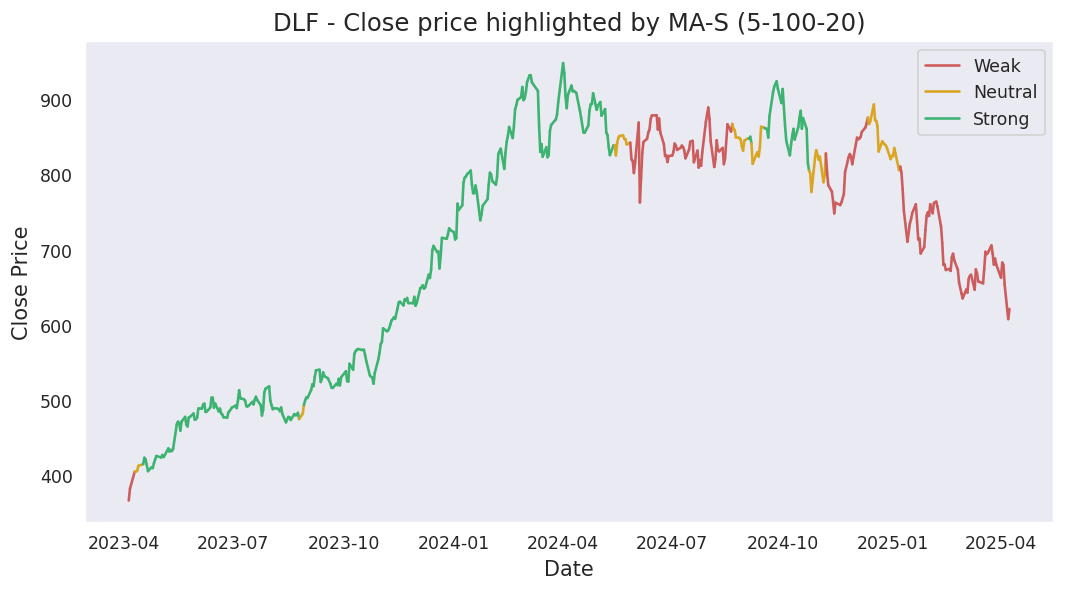 DLF - Close price highlighted by MA-S (5-100-20)
Weak
Neutral
Strong
Close Price
900
800
700
600
500
400
2023-04 2023-07 2023-10 2024-01 2024-04 2024-07 2024-10 2025-01 2025-04
Date